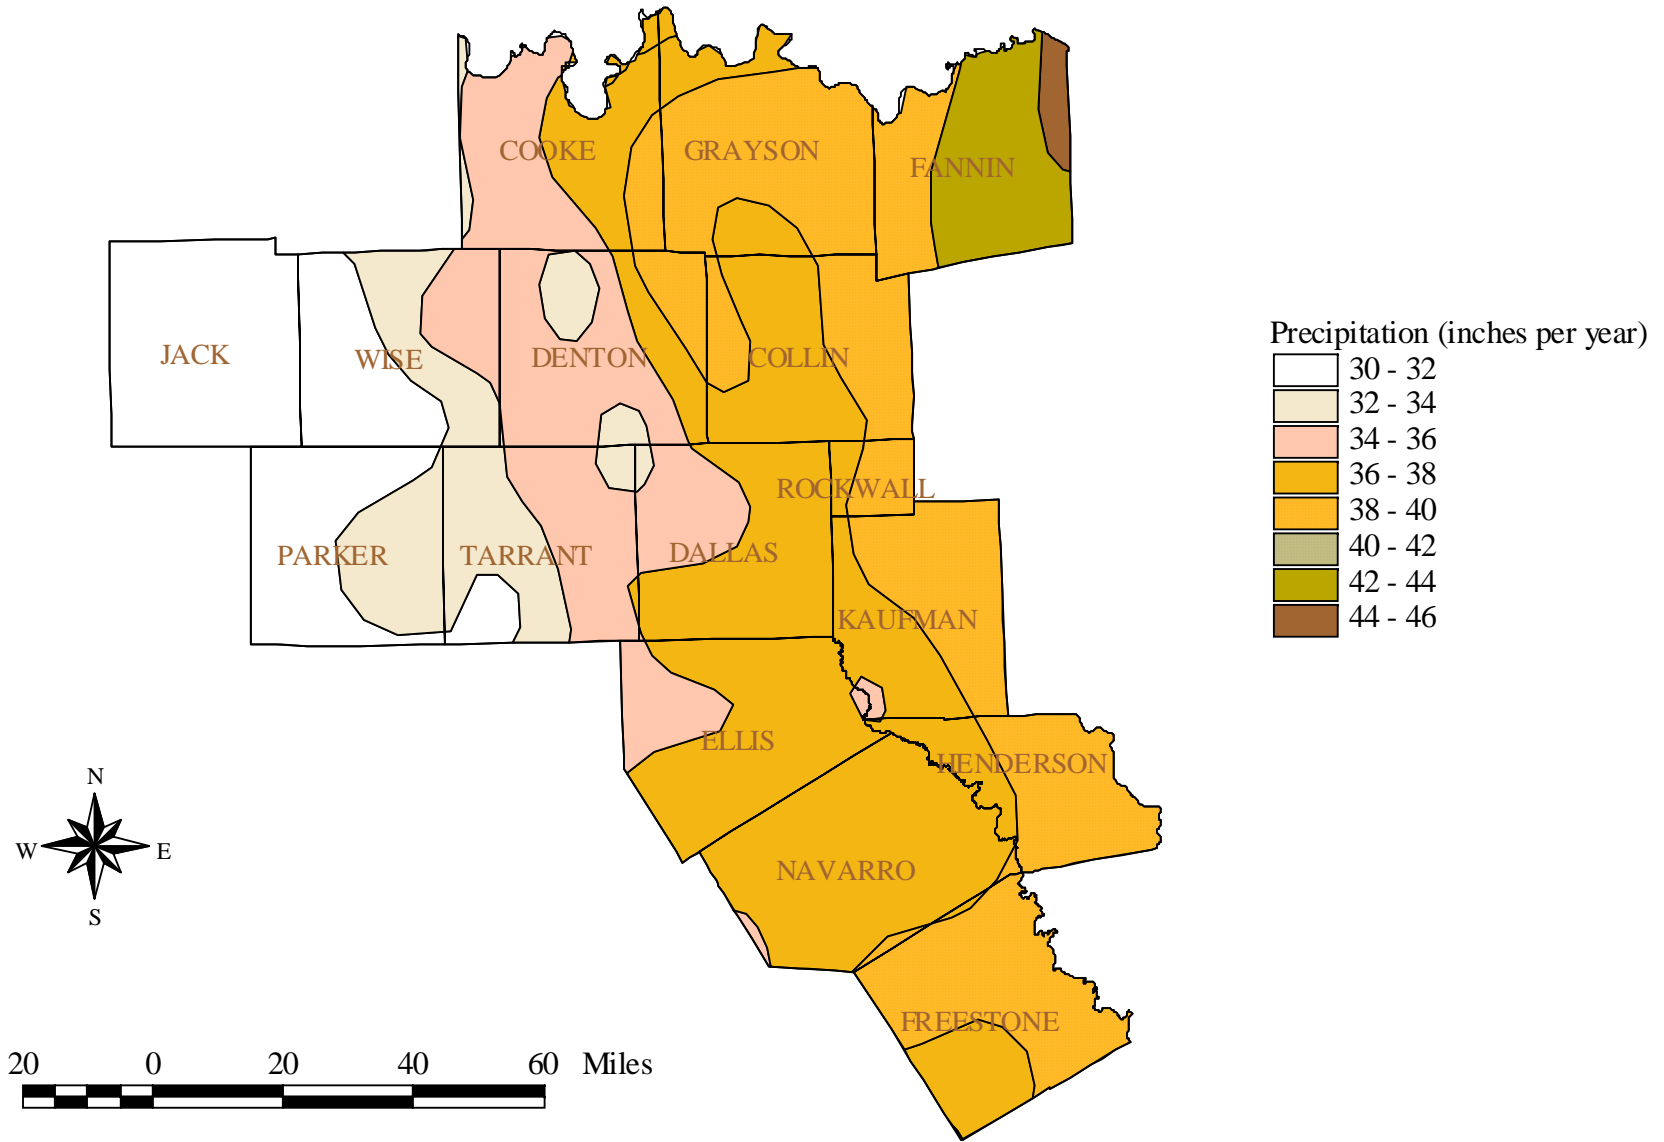 COOKE GRAYSON FANNIN
Precipitation (inches per year)
JACK WISE DENTON COLLIN
30 - 32
32 - 34
34 - 36
36 - 38
38 - 40
40 - 42
42 - 44
44 - 46
ROCKWALL
PARKER TARRANT DALLAS
KAUFMAN
ELLIS HENDERSON
NAVARRO
FREESTONE
N
W E
S
20 0 20 40 60 Miles